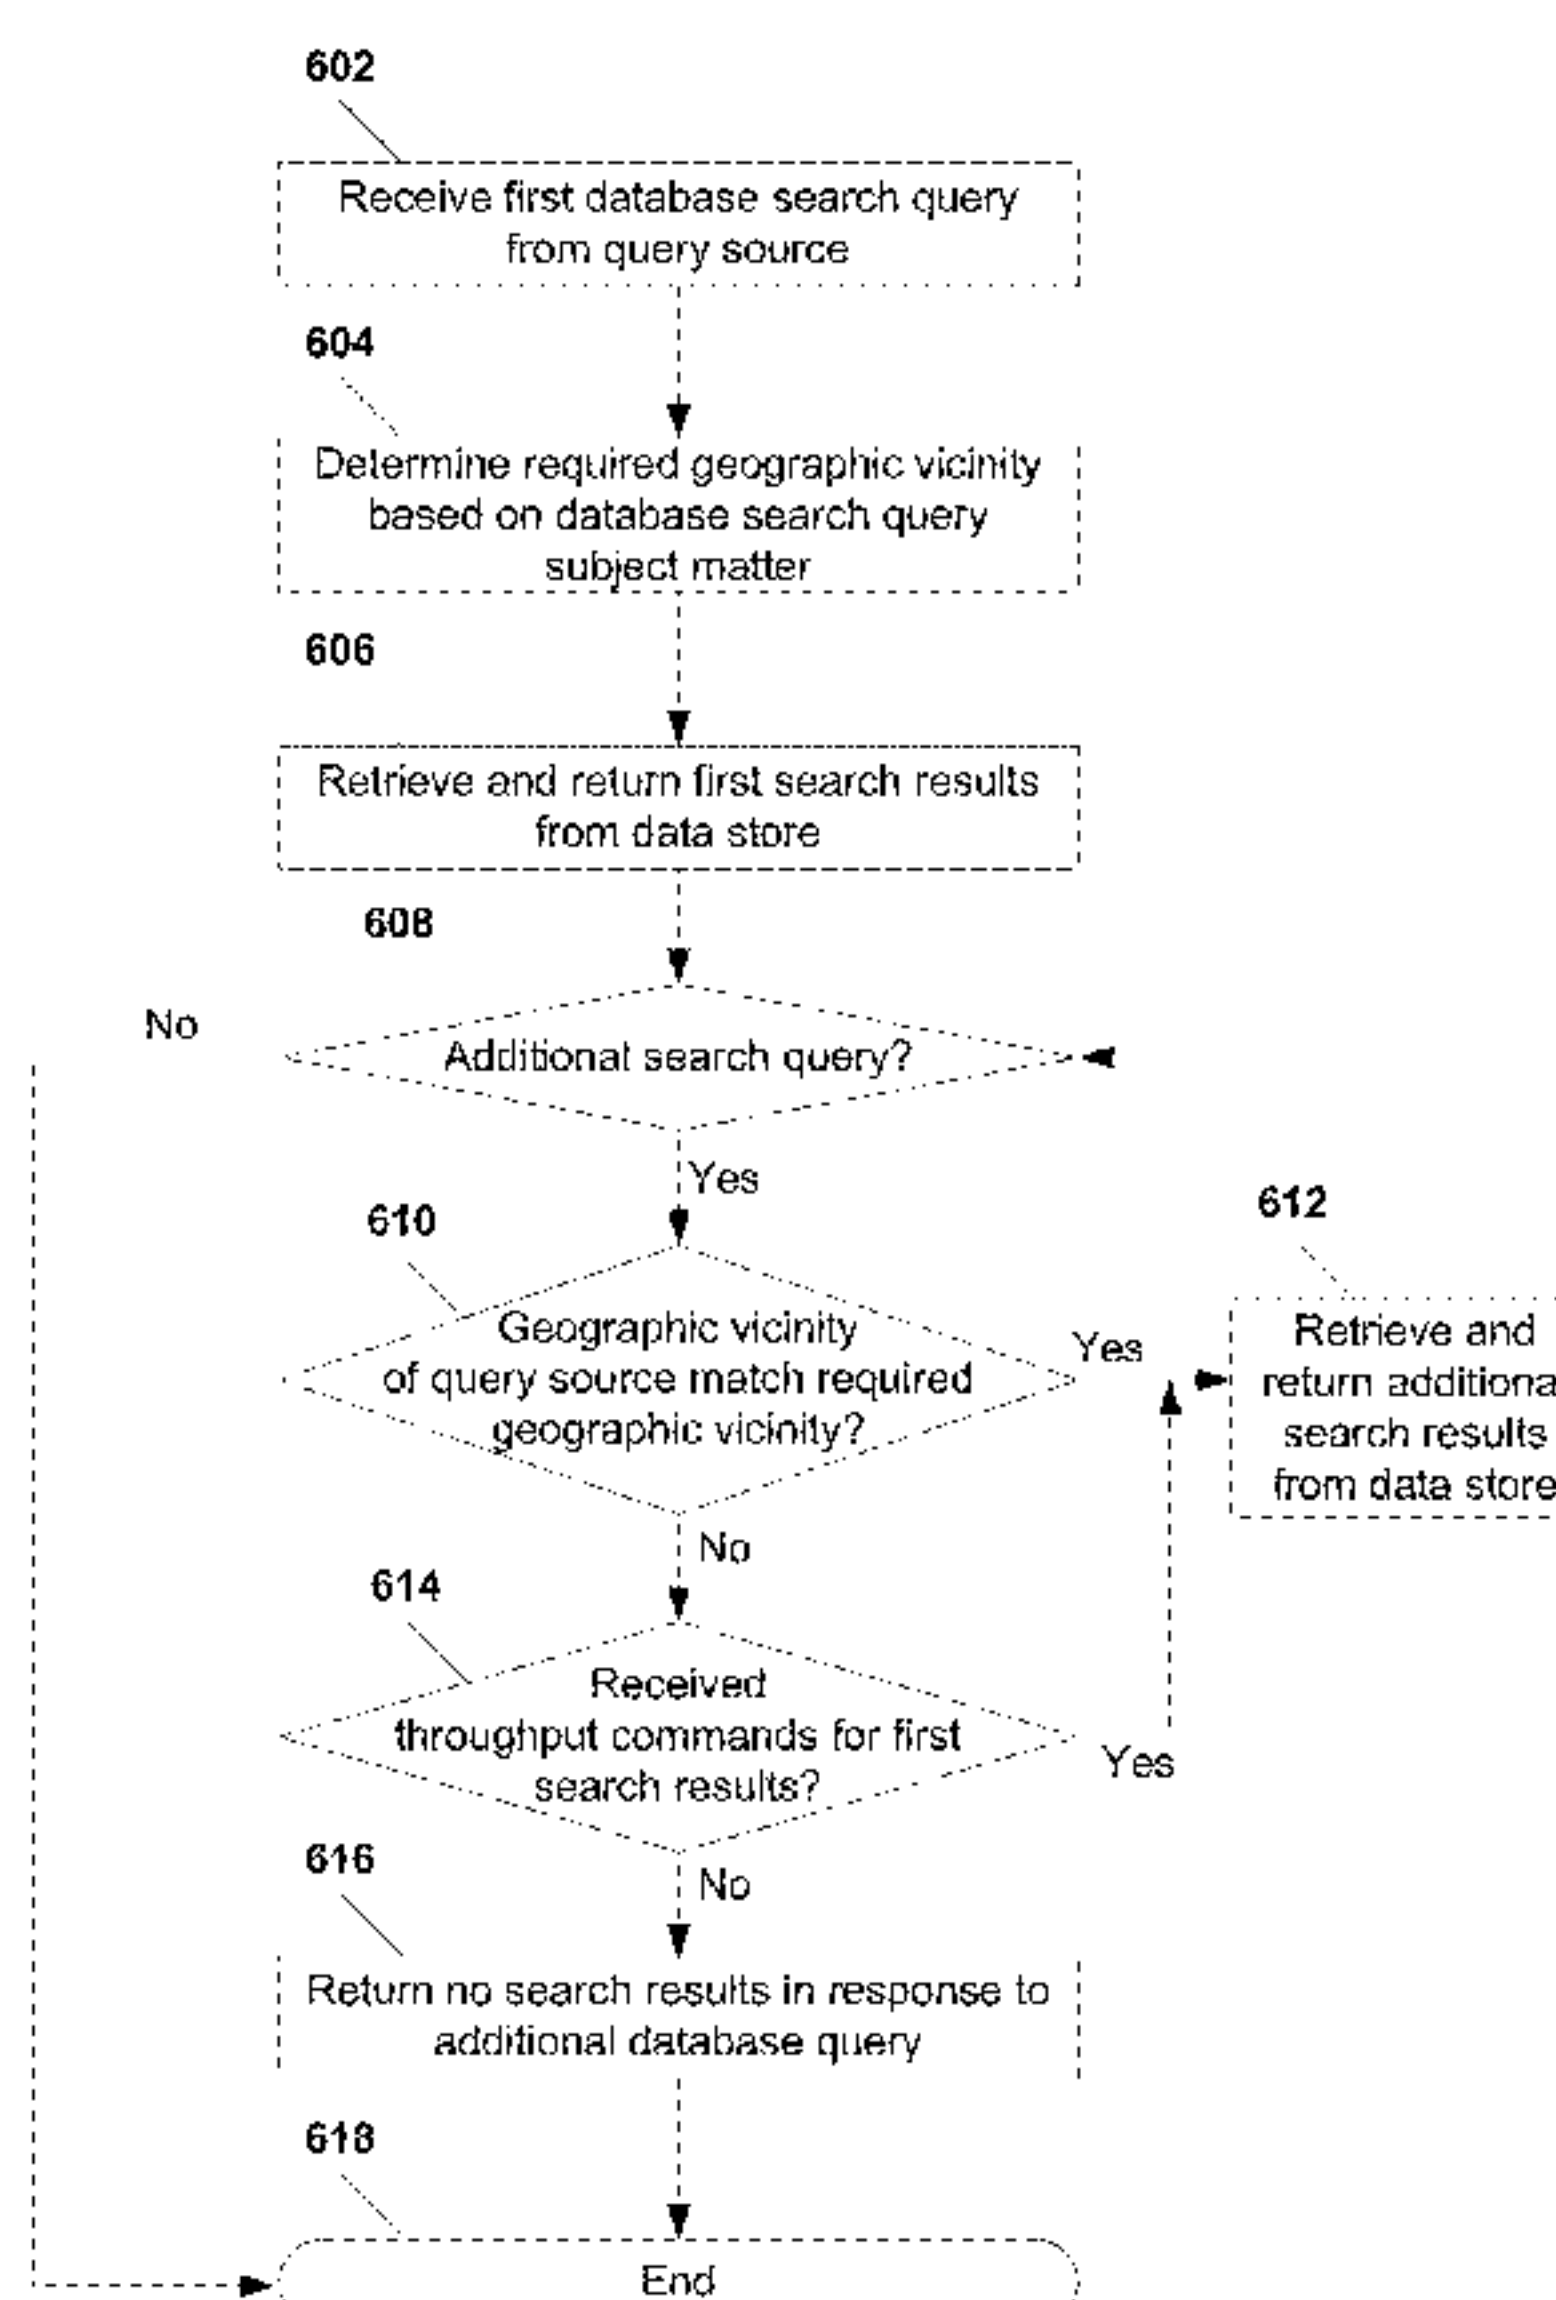 602
Receive first database search query
from query source
604
Determine required geographic vicinity
based on database search query
subject matter
606
Retrieve and return first search results
from data store
608
No
Additional search query?
Yes
610
612
Geographic vicinity
of query source match required
geographic vicinity?
Yes
Retrieve and
return additiona
search results
from data store
No
614
Received
throughput commands for first
search results?
Yes
616
No
Return no search results in response to
additional database query
618
End